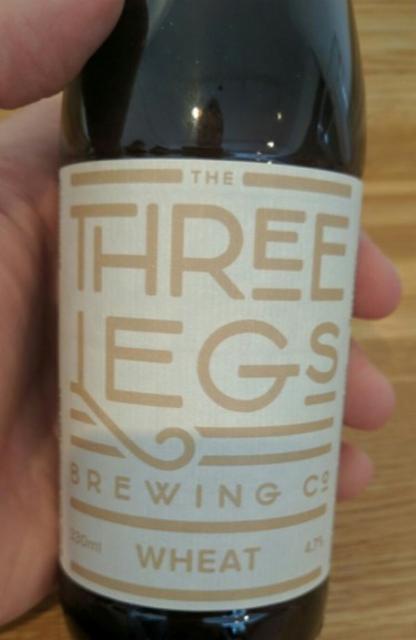 THE
THREE
LEGS
BREWING Cº
330ml WHEAT 4.7%